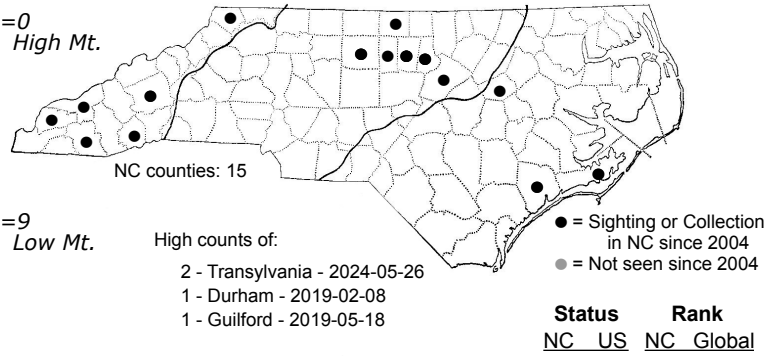 =0
High Mt.
NC counties: 15
=9
Low Mt.
High counts of:
2 - Transylvania - 2024-05-26
1 - Durham - 2019-02-08
1 - Guilford - 2019-05-18
= Sighting or Collection
in NC since 2004
= Not seen since 2004
Status Rank
NC US NC Global